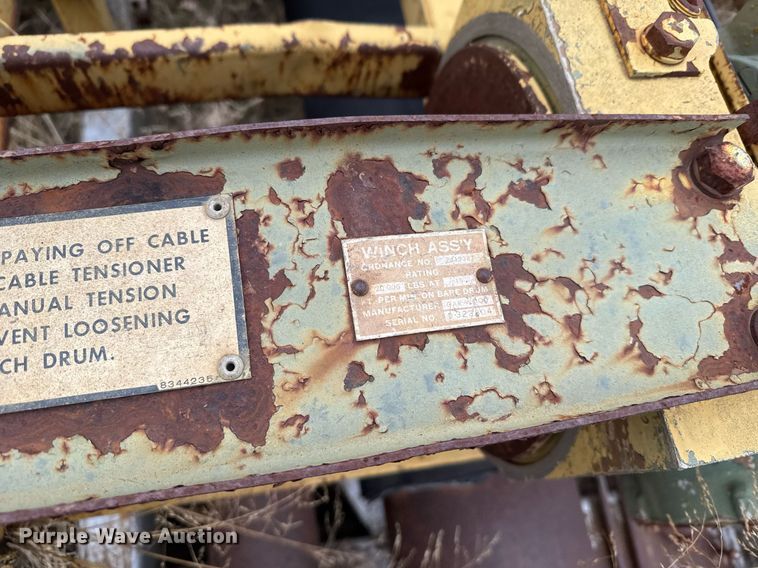 PAYING OFF CABLE
CABLE TENSIONER
ANUAL TENSION
VENT LOOSENING
CH DRUM.
8344235
WINCH ASS'Y
ORDNANCE NO.
RATING
LBS AT
FT. PER MIN. ON BARE DRUM
MANUFACTURER
SERIAL NO.
Purple Wave Auction